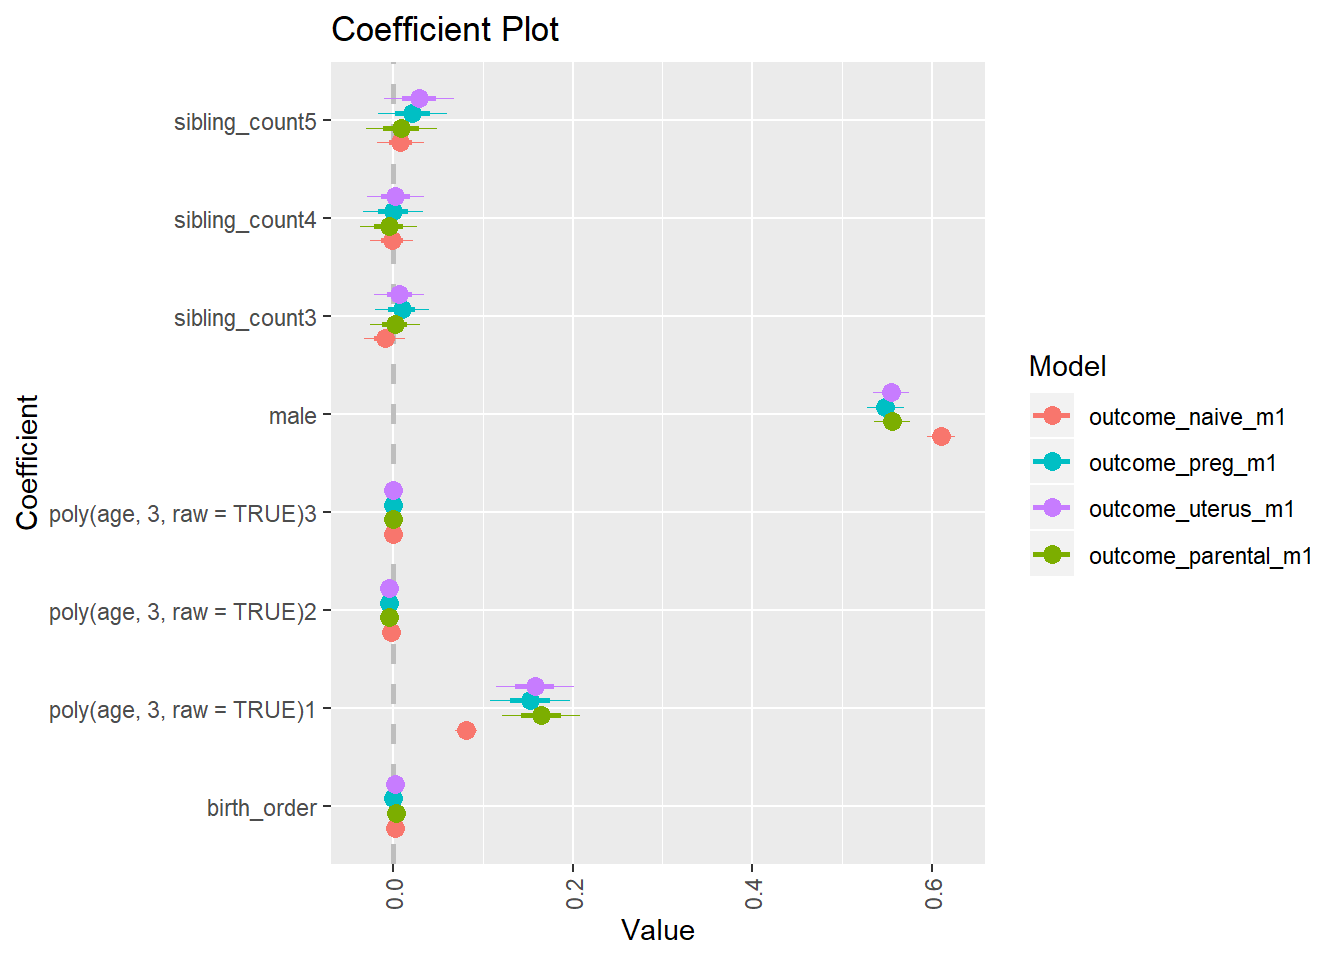 Coefficient Plot
sibling_count5
sibling_count4
sibling_count3
male
poly(age, 3, raw = TRUE)3
poly(age, 3, raw = TRUE)2
poly(age, 3, raw = TRUE)1
birth_order
Coefficient
0.0
0.2
0.4
0.6
Value
Model
outcome_naive_m1
outcome_preg_m1
outcome_uterus_m1
outcome_parental_m1